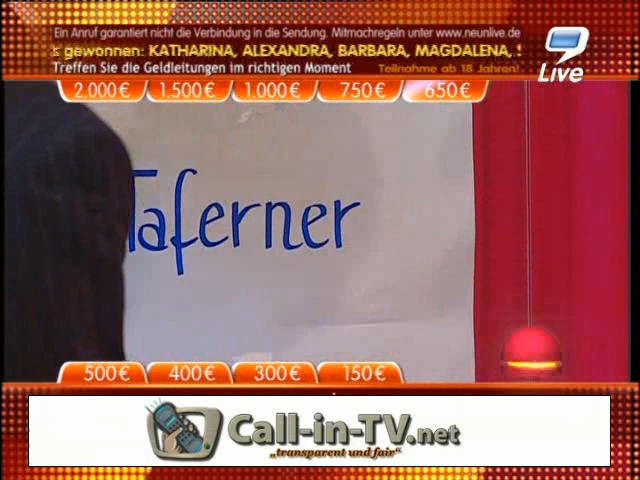 Ein Anruf garantiert nicht die Verbindung in die Sendung. Mitmachregeln unter www.neunlive.de
s gewonnen: KATHARINA, ALEXANDRA, BARBARA, MAGDALENA, S
Treffen Sie die Geldleitungen im richtigen Moment Teilnahme ab 18 Jahren!
Live
2.000 € 1.500 € 1.000 € 750 € 650 €
Taferner
500 € 400 € 300 € 150 €
Call-in-TV.net
„transparent und fair“